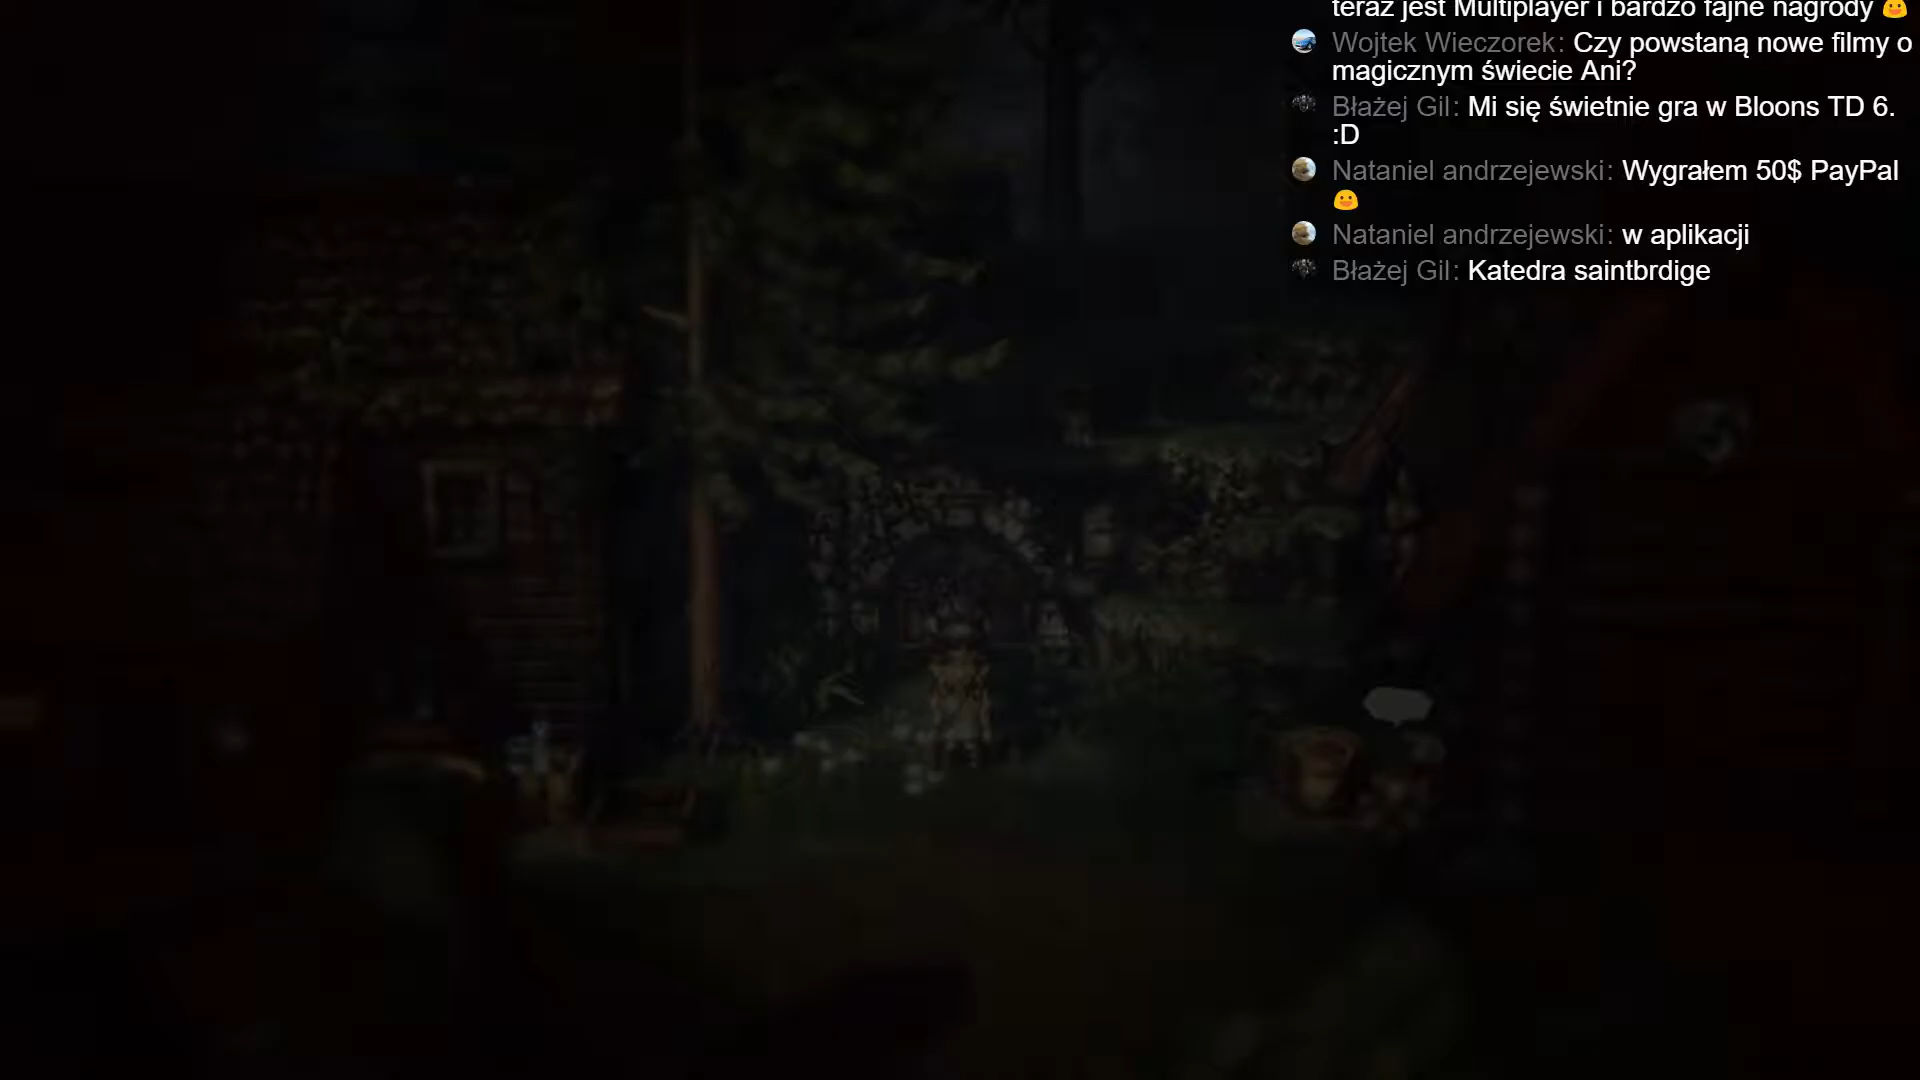 teraz jest Multiplayer i bardzo fajne nagrody 😀
Wojtek Wieczorek: Czy powstaną nowe filmy o
magicznym świecie Ani?
Błażej Gil: Mi się świetnie gra w Bloons TD 6.
:D
Nataniel andrzejewski: Wygrałem 50$ PayPal
😀
Nataniel andrzejewski: w aplikacji
Błażej Gil: Katedra saintbrdige